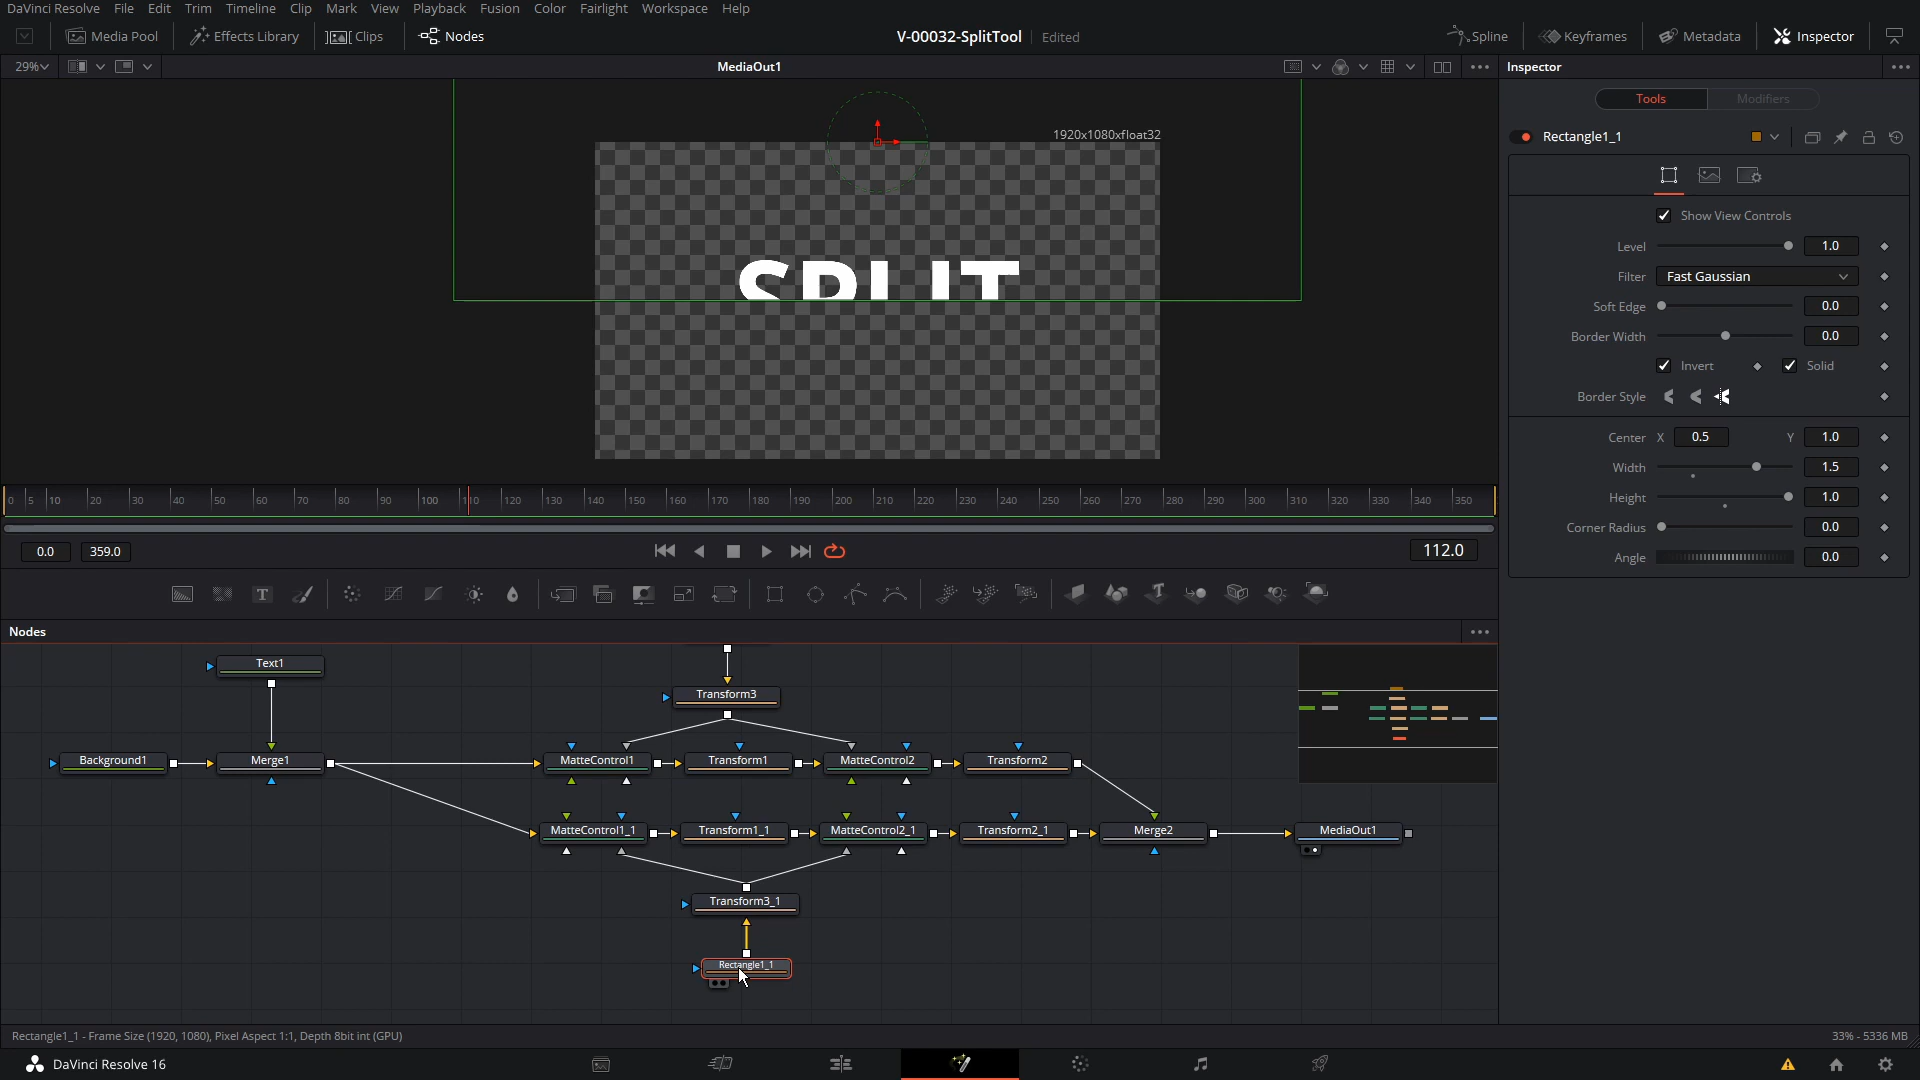 DaVinci Resolve File Edit Trim Timeline Clip Mark View Playback Fusion Color Fairlight Workspace Help
Media Pool Effects Library Clips Nodes V-00032-SplitTool Edited Spline Keyframes Metadata Inspector
29% MediaOut1 Inspector
Tools Modifiers
1920x1080xfloat32
Rectangle1_1
Show View Controls
Level 1.0
Filter Fast Gaussian
Soft Edge 0.0
Border Width 0.0
Invert Solid
Border Style
Center X 0.5 Y 1.0
Width 1.5
Height 1.0
Corner Radius 0.0
Angle 0.0
SPLIT
0 5 10 20 30 40 50 60 70 80 90 100 110 120 130 140 150 160 170 180 190 200 210 220 230 240 250 260 270 280 290 300 310 320 330 340 350
0.0 359.0 112.0
Nodes
Text1
Transform3
Background1 Merge1 MatteControl1 Transform1 MatteControl2 Transform2
MatteControl1_1 Transform1_1 MatteControl2_1 Transform2_1 Merge2 MediaOut1
Transform3_1
Rectangle1_1
Rectangle1_1 - Frame Size (1920, 1080), Pixel Aspect 1:1, Depth 8bit int (GPU) 33% - 5336 MB
DaVinci Resolve 16